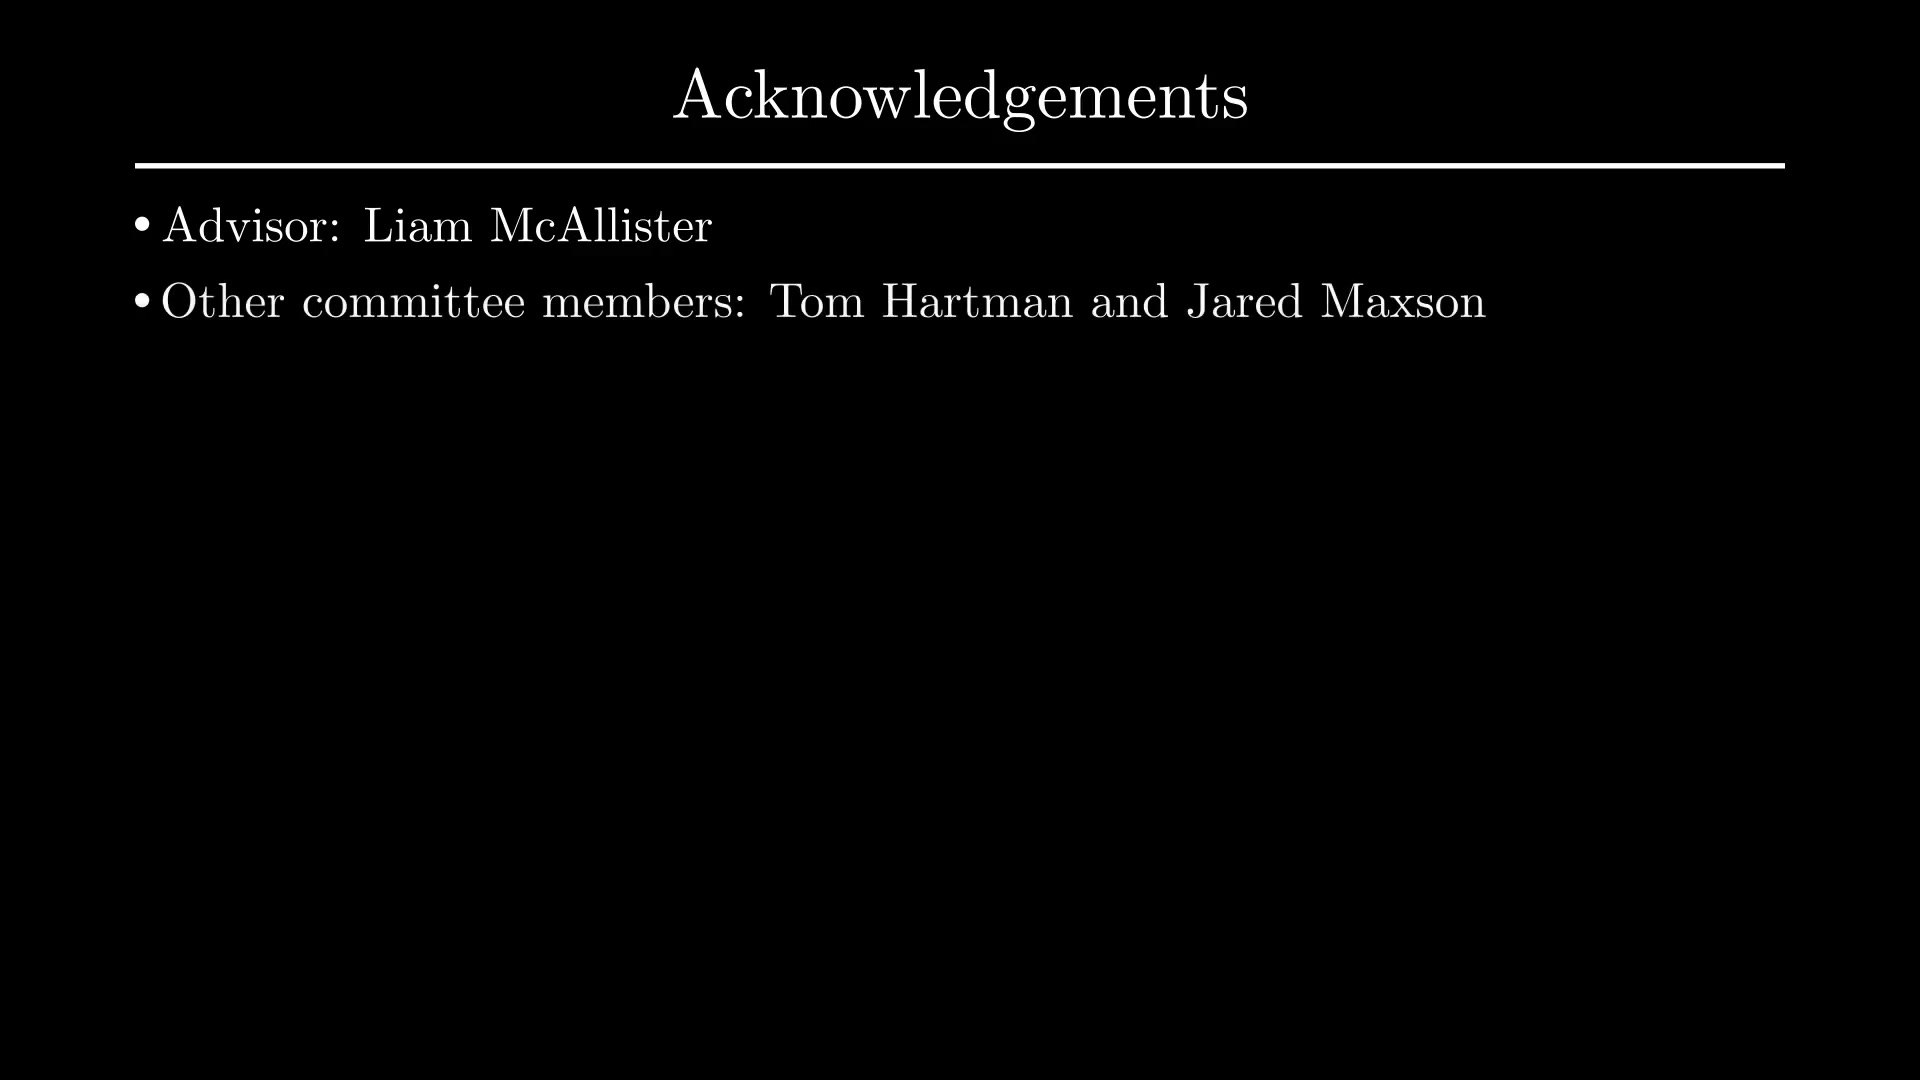 Acknowledgements
• Advisor: Liam McAllister
• Other committee members: Tom Hartman and Jared Maxson